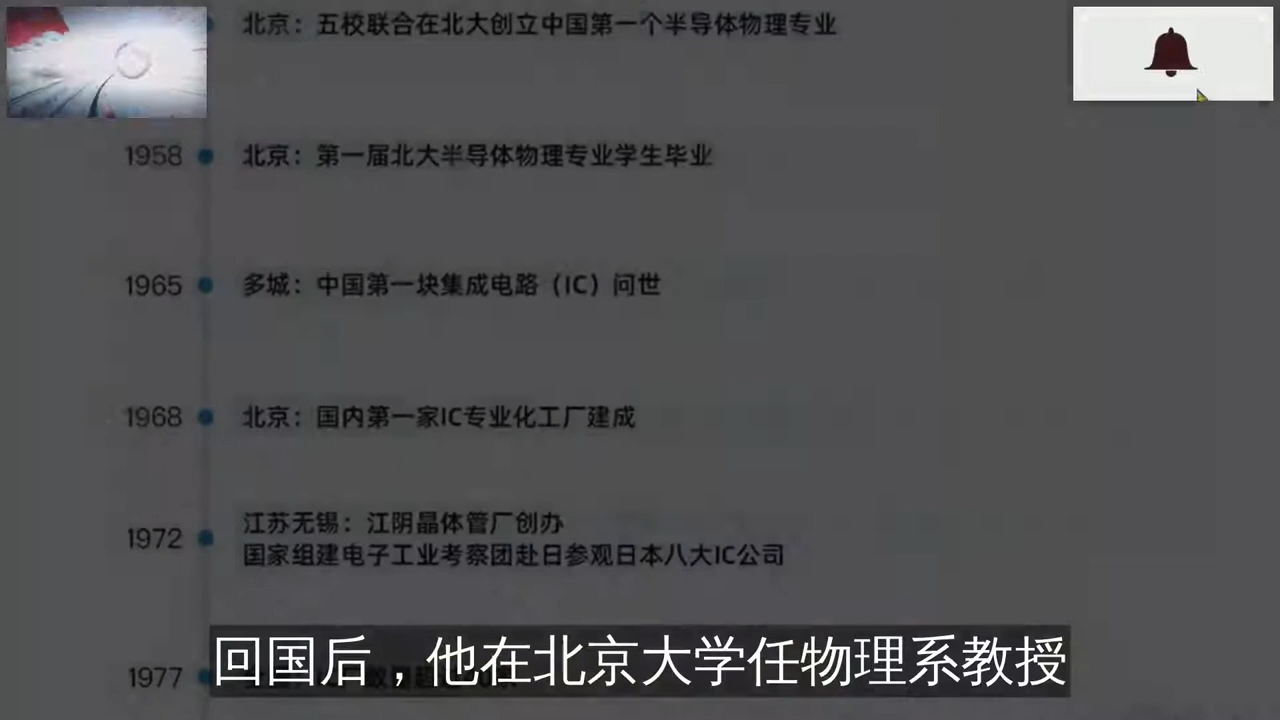 北京：五校联合在北大创立中国第一个半导体物理专业
1958
北京：第一届北大半导体物理专业学生毕业
1965
多城：中国第一块集成电路（IC）问世
1968
北京：国内第一家IC专业化工厂建成
1972
江苏无锡：江阴晶体管厂创办
国家组建电子工业考察团赴日参观日本八大IC公司
1977
回国后，他在北京大学任物理系教授